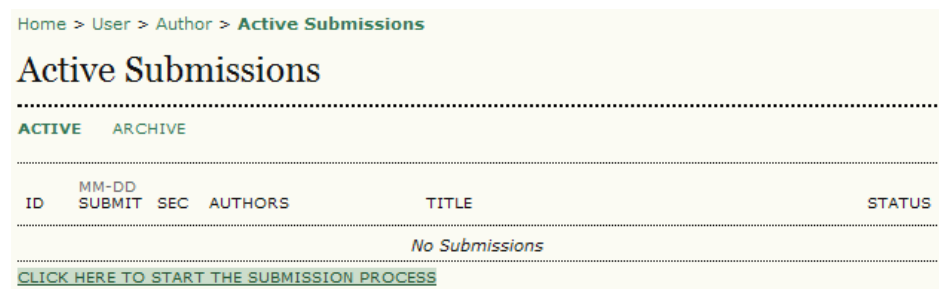 Home > User > Author > Active Submissions
Active Submissions
ACTIVE ARCHIVE
MM-DD
ID SUBMIT SEC AUTHORS TITLE STATUS
No Submissions
CLICK HERE TO START THE SUBMISSION PROCESS